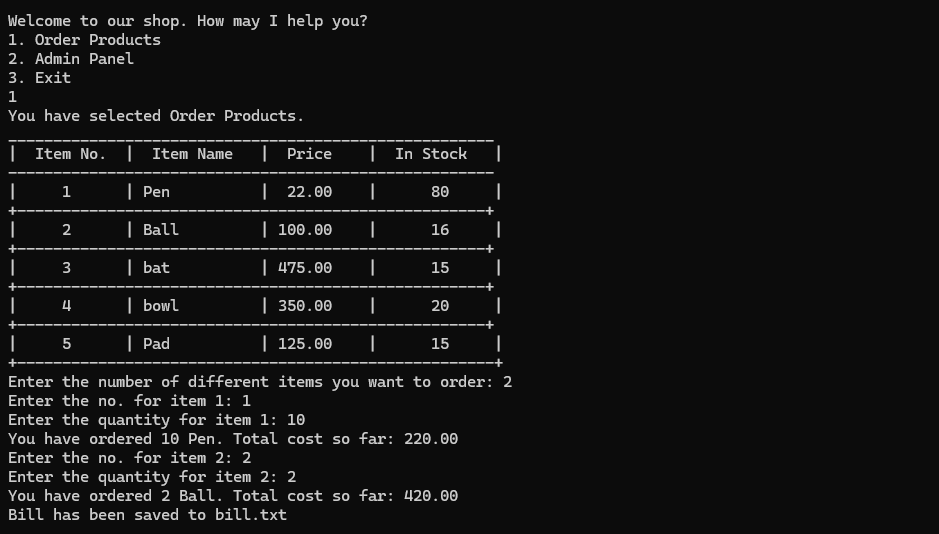 Welcome to our shop. How may I help you?
1. Order Products
2. Admin Panel
3. Exit
1
You have selected Order Products.
______________________________________________________
|  Item No.  |  Item Name   |  Price    |  In Stock   |
------------------------------------------------------
|     1      | Pen          |  22.00    |      80     |
+----------------------------------------------------+
|     2      | Ball         | 100.00    |      16     |
+----------------------------------------------------+
|     3      | bat          | 475.00    |      15     |
+----------------------------------------------------+
|     4      | bowl         | 350.00    |      20     |
+----------------------------------------------------+
|     5      | Pad          | 125.00    |      15     |
+-----------------------------------------------------+
Enter the number of different items you want to order: 2
Enter the no. for item 1: 1
Enter the quantity for item 1: 10
You have ordered 10 Pen. Total cost so far: 220.00
Enter the no. for item 2: 2
Enter the quantity for item 2: 2
You have ordered 2 Ball. Total cost so far: 420.00
Bill has been saved to bill.txt